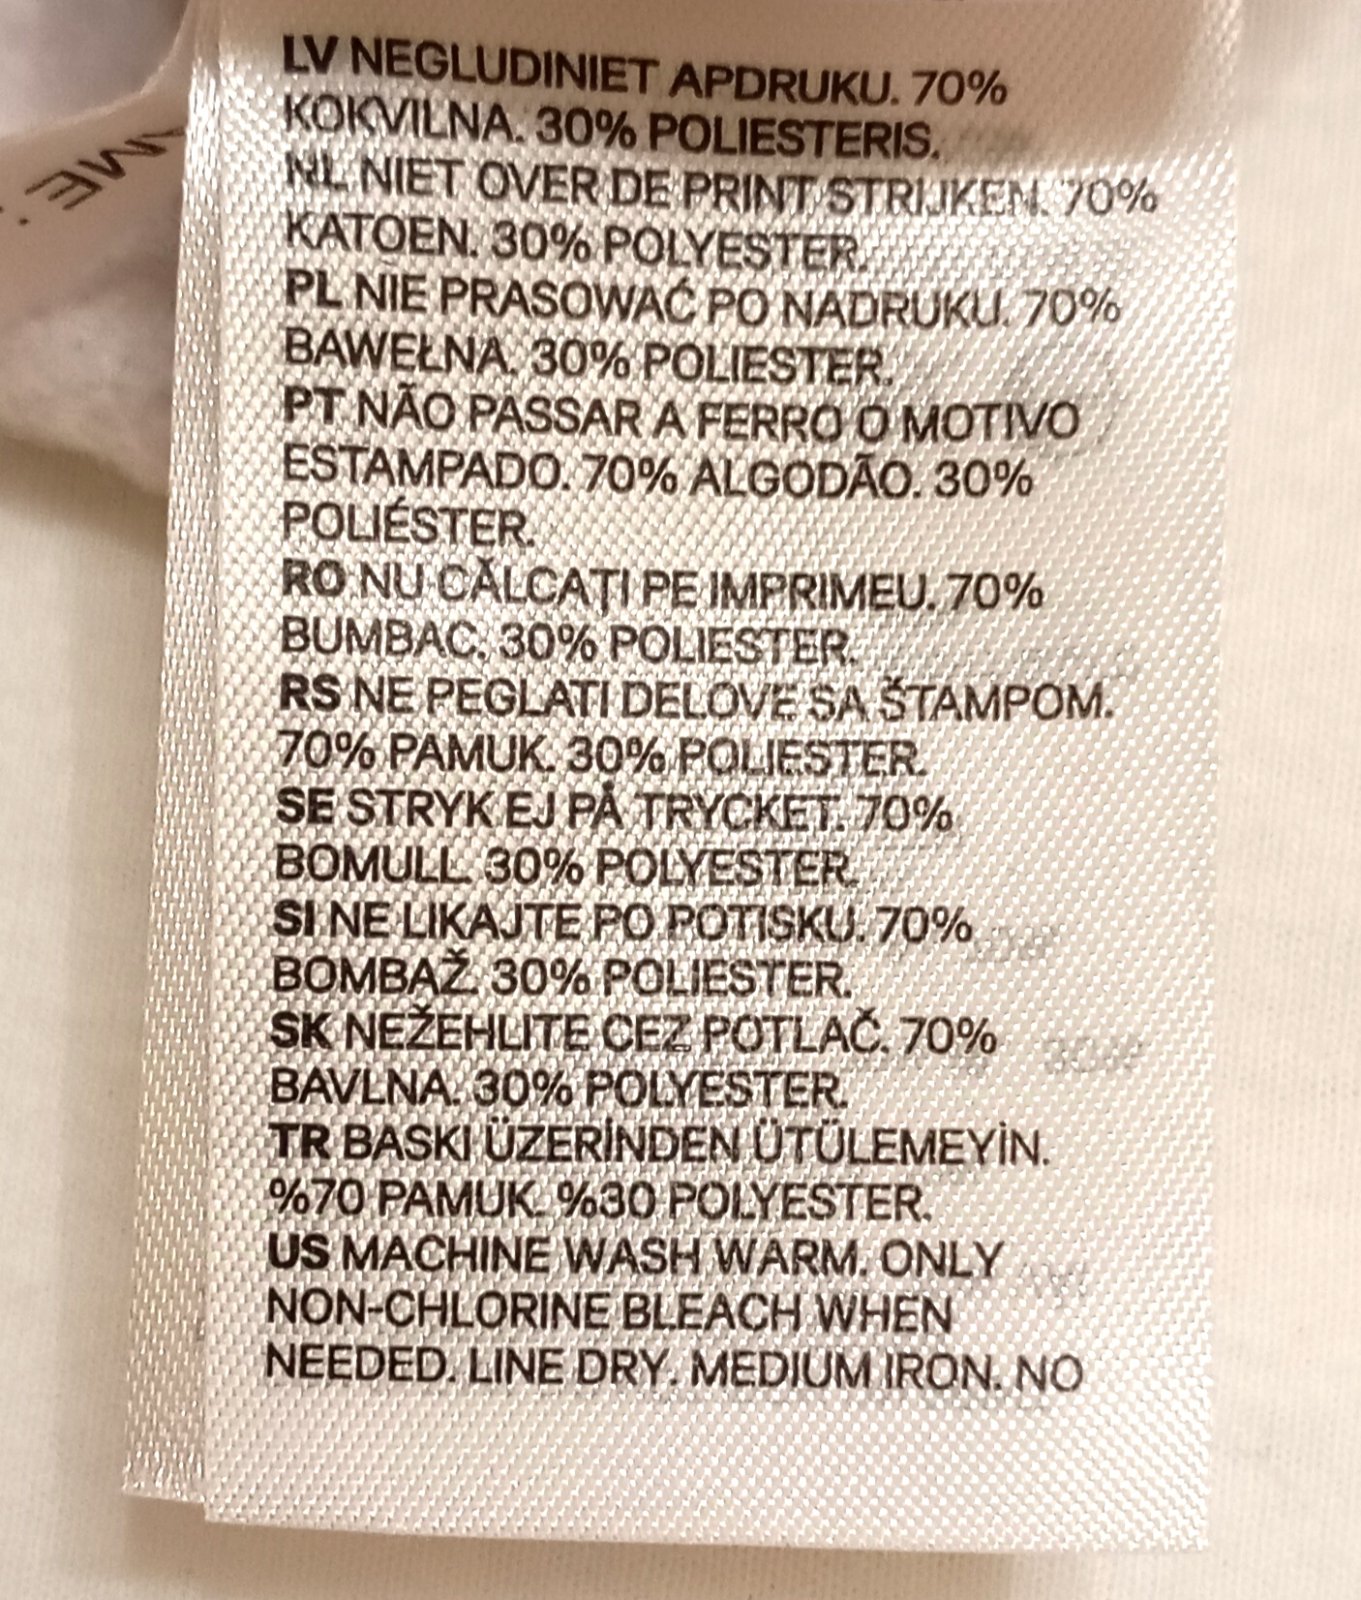 LV NEGLUDINIET APDRUKU. 70%
KOKVILNA. 30% POLIESTERIS.
NL NIET OVER DE PRINT STRIJKEN. 70%
KATOEN. 30% POLYESTER.
PL NIE PRASOWAĆ PO NADRUKU. 70%
BAWEŁNA. 30% POLIESTER.
PT NÃO PASSAR A FERRO O MOTIVO
ESTAMPADO. 70% ALGODÃO. 30%
POLIÉSTER.
RO NU CĂLCAȚI PE IMPRIMEU. 70%
BUMBAC. 30% POLIESTER.
RS NE PEGLATI DELOVE SA ŠTAMPOM.
70% PAMUK. 30% POLIESTER.
SE STRYK EJ PÅ TRYCKET. 70%
BOMULL. 30% POLYESTER.
SI NE LIKAJTE PO POTISKU. 70%
BOMBAŽ. 30% POLIESTER.
SK NEŽEHLITE CEZ POTLAČ. 70%
BAVLNA. 30% POLYESTER.
TR BASKI ÜZERİNDEN ÜTÜLEMEYİN.
%70 PAMUK. %30 POLYESTER.
US MACHINE WASH WARM. ONLY
NON-CHLORINE BLEACH WHEN
NEEDED. LINE DRY. MEDIUM IRON. NO